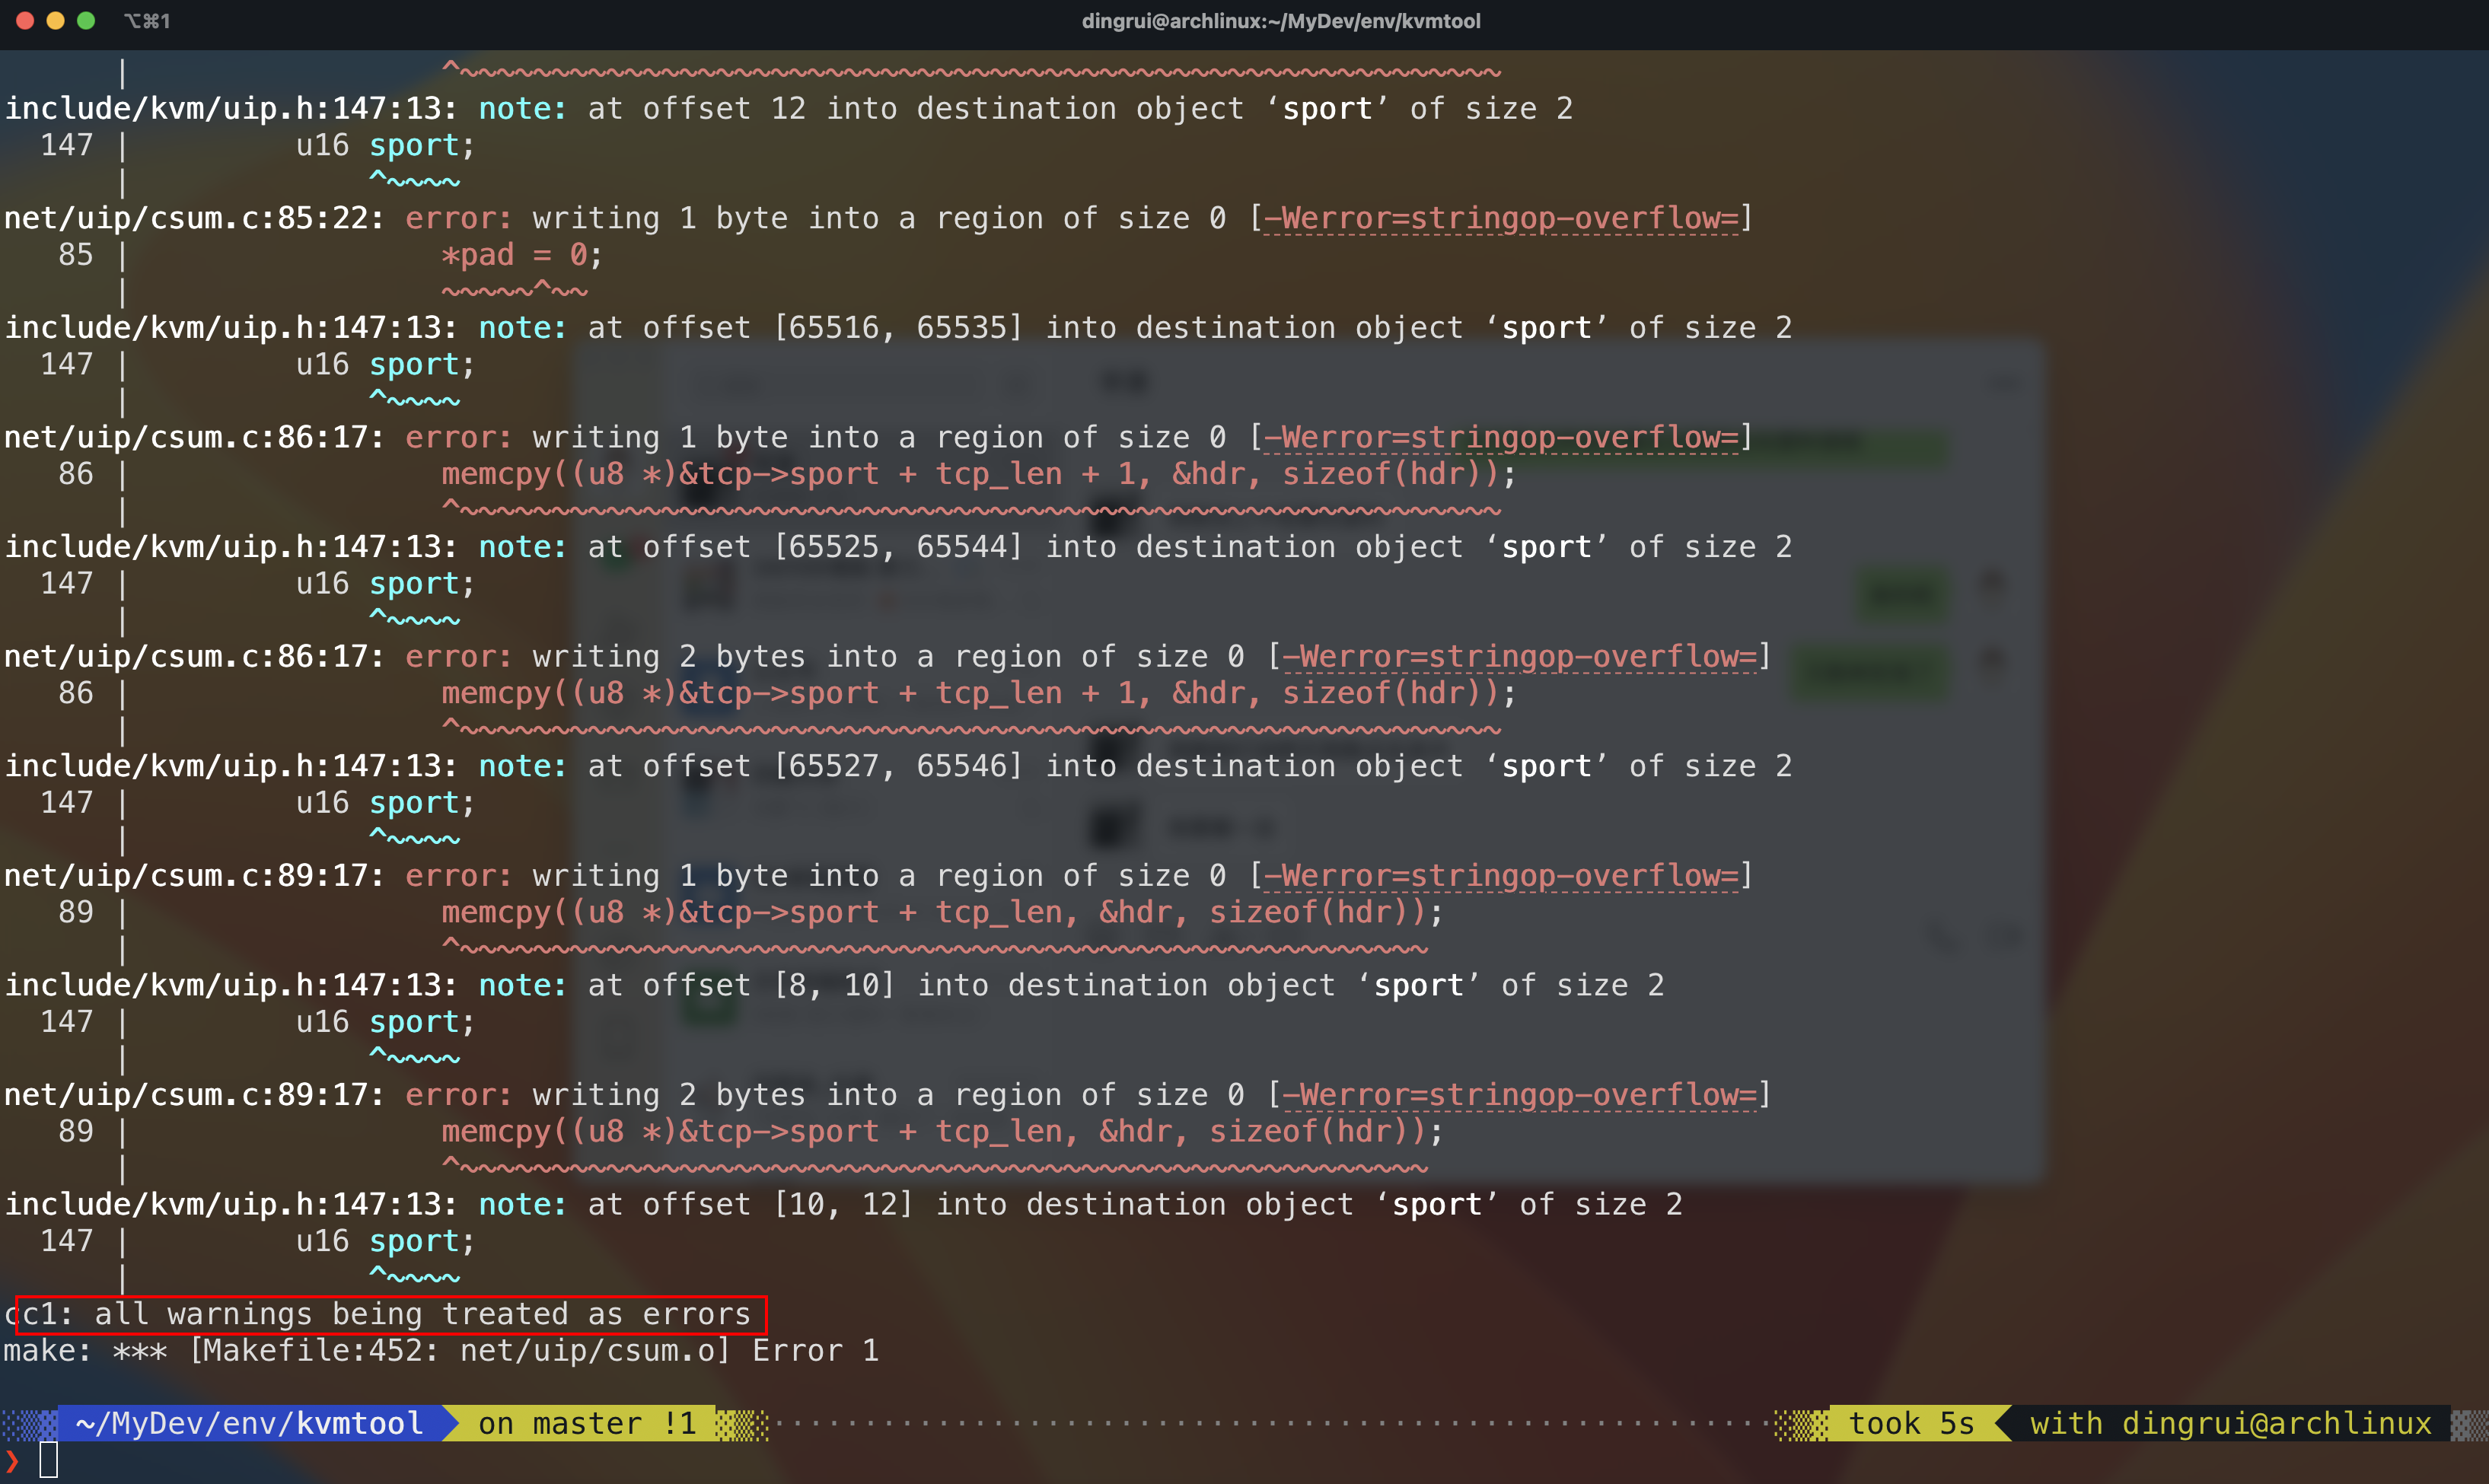 ⌥⌘1
dingrui@archlinux:~/MyDev/env/kvmtool
| ^~~~~~~~~~~~~~~~~~~~~~~~~~~~~~~~~~~~~~~~~~~~~~~~~~~~~~~~~~
include/kvm/uip.h:147:13: note: at offset 12 into destination object ‘sport’ of size 2
147 | u16 sport;
| ^~~~~
net/uip/csum.c:85:22: error: writing 1 byte into a region of size 0 [-Werror=stringop-overflow=]
85 | *pad = 0;
| ~~~~~^~~
include/kvm/uip.h:147:13: note: at offset [65516, 65535] into destination object ‘sport’ of size 2
147 | u16 sport;
| ^~~~~
net/uip/csum.c:86:17: error: writing 1 byte into a region of size 0 [-Werror=stringop-overflow=]
86 | memcpy((u8 *)&tcp->sport + tcp_len + 1, &hdr, sizeof(hdr));
| ^~~~~~~~~~~~~~~~~~~~~~~~~~~~~~~~~~~~~~~~~~~~~~~~~~~~~~~~~~
include/kvm/uip.h:147:13: note: at offset [65525, 65544] into destination object ‘sport’ of size 2
147 | u16 sport;
| ^~~~~
net/uip/csum.c:86:17: error: writing 2 bytes into a region of size 0 [-Werror=stringop-overflow=]
86 | memcpy((u8 *)&tcp->sport + tcp_len + 1, &hdr, sizeof(hdr));
| ^~~~~~~~~~~~~~~~~~~~~~~~~~~~~~~~~~~~~~~~~~~~~~~~~~~~~~~~~~
include/kvm/uip.h:147:13: note: at offset [65527, 65546] into destination object ‘sport’ of size 2
147 | u16 sport;
| ^~~~~
net/uip/csum.c:89:17: error: writing 1 byte into a region of size 0 [-Werror=stringop-overflow=]
89 | memcpy((u8 *)&tcp->sport + tcp_len, &hdr, sizeof(hdr));
| ^~~~~~~~~~~~~~~~~~~~~~~~~~~~~~~~~~~~~~~~~~~~~~~~~~~~~~
include/kvm/uip.h:147:13: note: at offset [8, 10] into destination object ‘sport’ of size 2
147 | u16 sport;
| ^~~~~
net/uip/csum.c:89:17: error: writing 2 bytes into a region of size 0 [-Werror=stringop-overflow=]
89 | memcpy((u8 *)&tcp->sport + tcp_len, &hdr, sizeof(hdr));
| ^~~~~~~~~~~~~~~~~~~~~~~~~~~~~~~~~~~~~~~~~~~~~~~~~~~~~~
include/kvm/uip.h:147:13: note: at offset [10, 12] into destination object ‘sport’ of size 2
147 | u16 sport;
| ^~~~~
cc1: all warnings being treated as errors
make: *** [Makefile:452: net/uip/csum.o] Error 1
~/MyDev/env/kvmtool on master !1 took 5s with dingrui@archlinux
❯